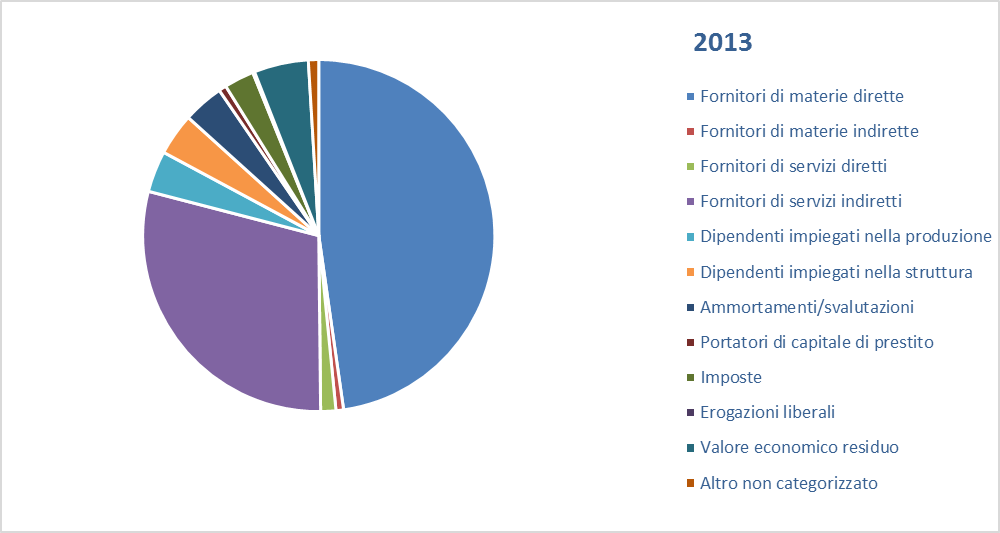 2013
Fornitori di materie dirette
Fornitori di materie indirette
Fornitori di servizi diretti
Fornitori di servizi indiretti
Dipendenti impiegati nella produzione
Dipendenti impiegati nella struttura
Ammortamenti/svalutazioni
Portatori di capitale di prestito
Imposte
Erogazioni liberali
Valore economico residuo
Altro non categorizzato